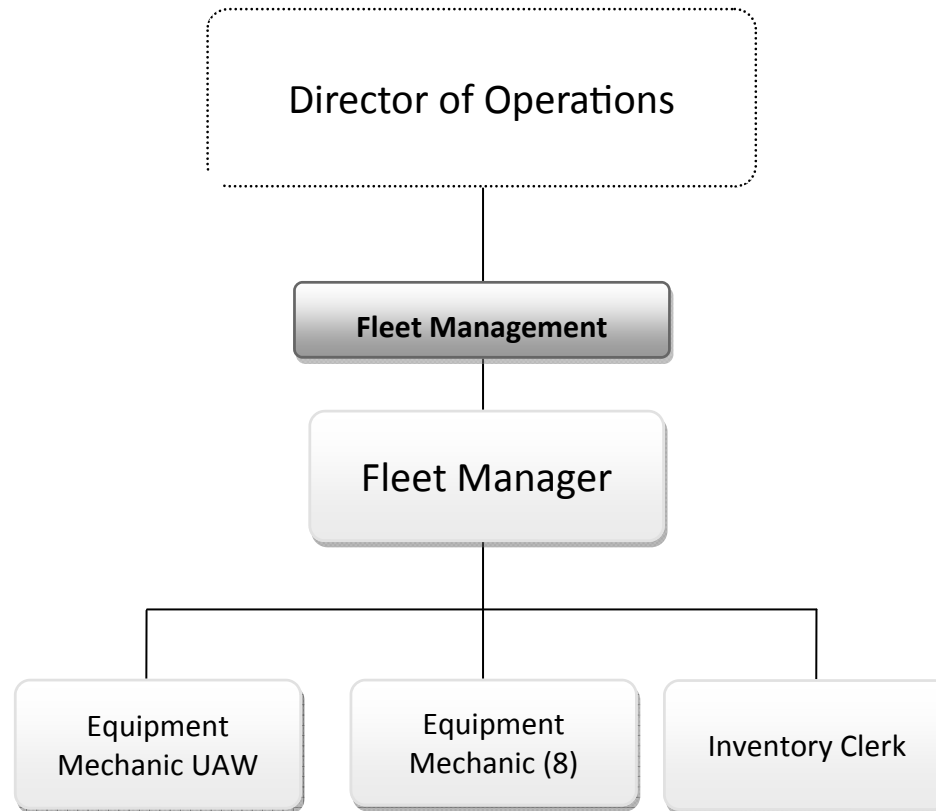 Director of Operations
Fleet Management
Fleet Manager
Equipment
Mechanic UAW
Equipment
Mechanic (8)
Inventory Clerk